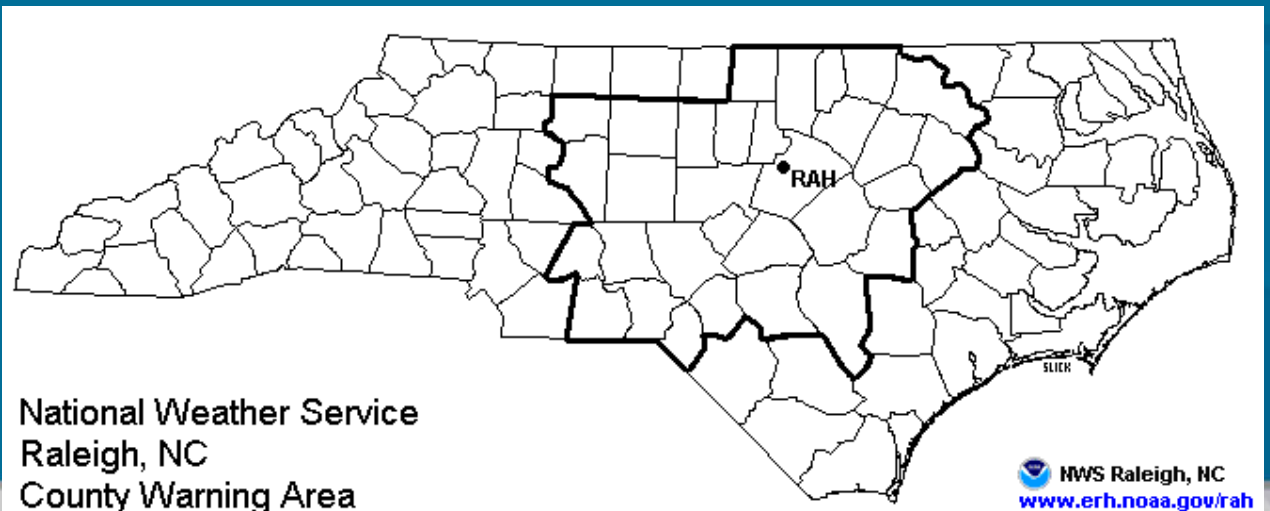 RAH
SLICK
National Weather Service
Raleigh, NC
County Warning Area
NWS Raleigh, NC
www.erh.noaa.gov/rah